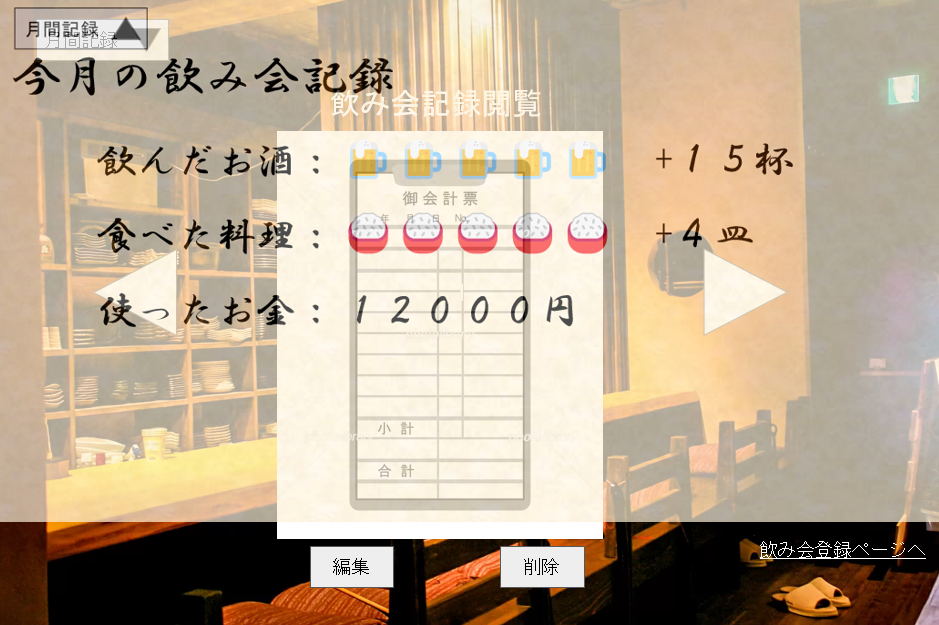 月間記録
月間記録
今月の飲み会記録
飲み会記録閲覧
飲んだお酒： +１５杯
御会計票
年 月 日 No.
食べた料理： +４皿
使ったお金：１２０００円
小計
合計
編集 削除
飲み会登録ページへ